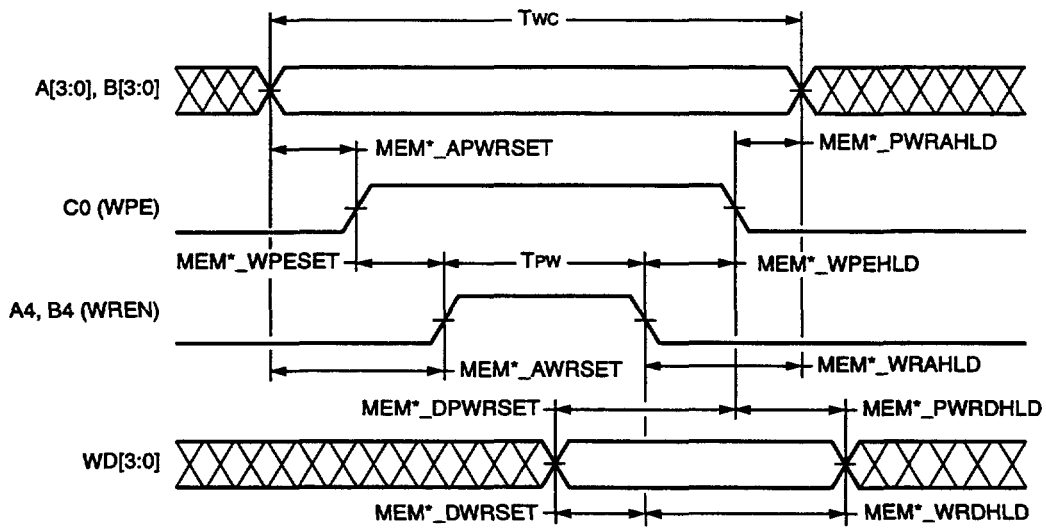 Twc
A[3:0], B[3:0]
MEM*_APWRSET
MEM*_PWRAHLD
C0 (WPE)
MEM*_WPESET
TPW
MEM*_WPEHLD
A4, B4 (WREN)
MEM*_AWRSET
MEM*_WRAHLD
MEM*_DPWRSET
MEM*_PWRDHLD
WD[3:0]
MEM*_DWRSET
MEM*_WRDHLD